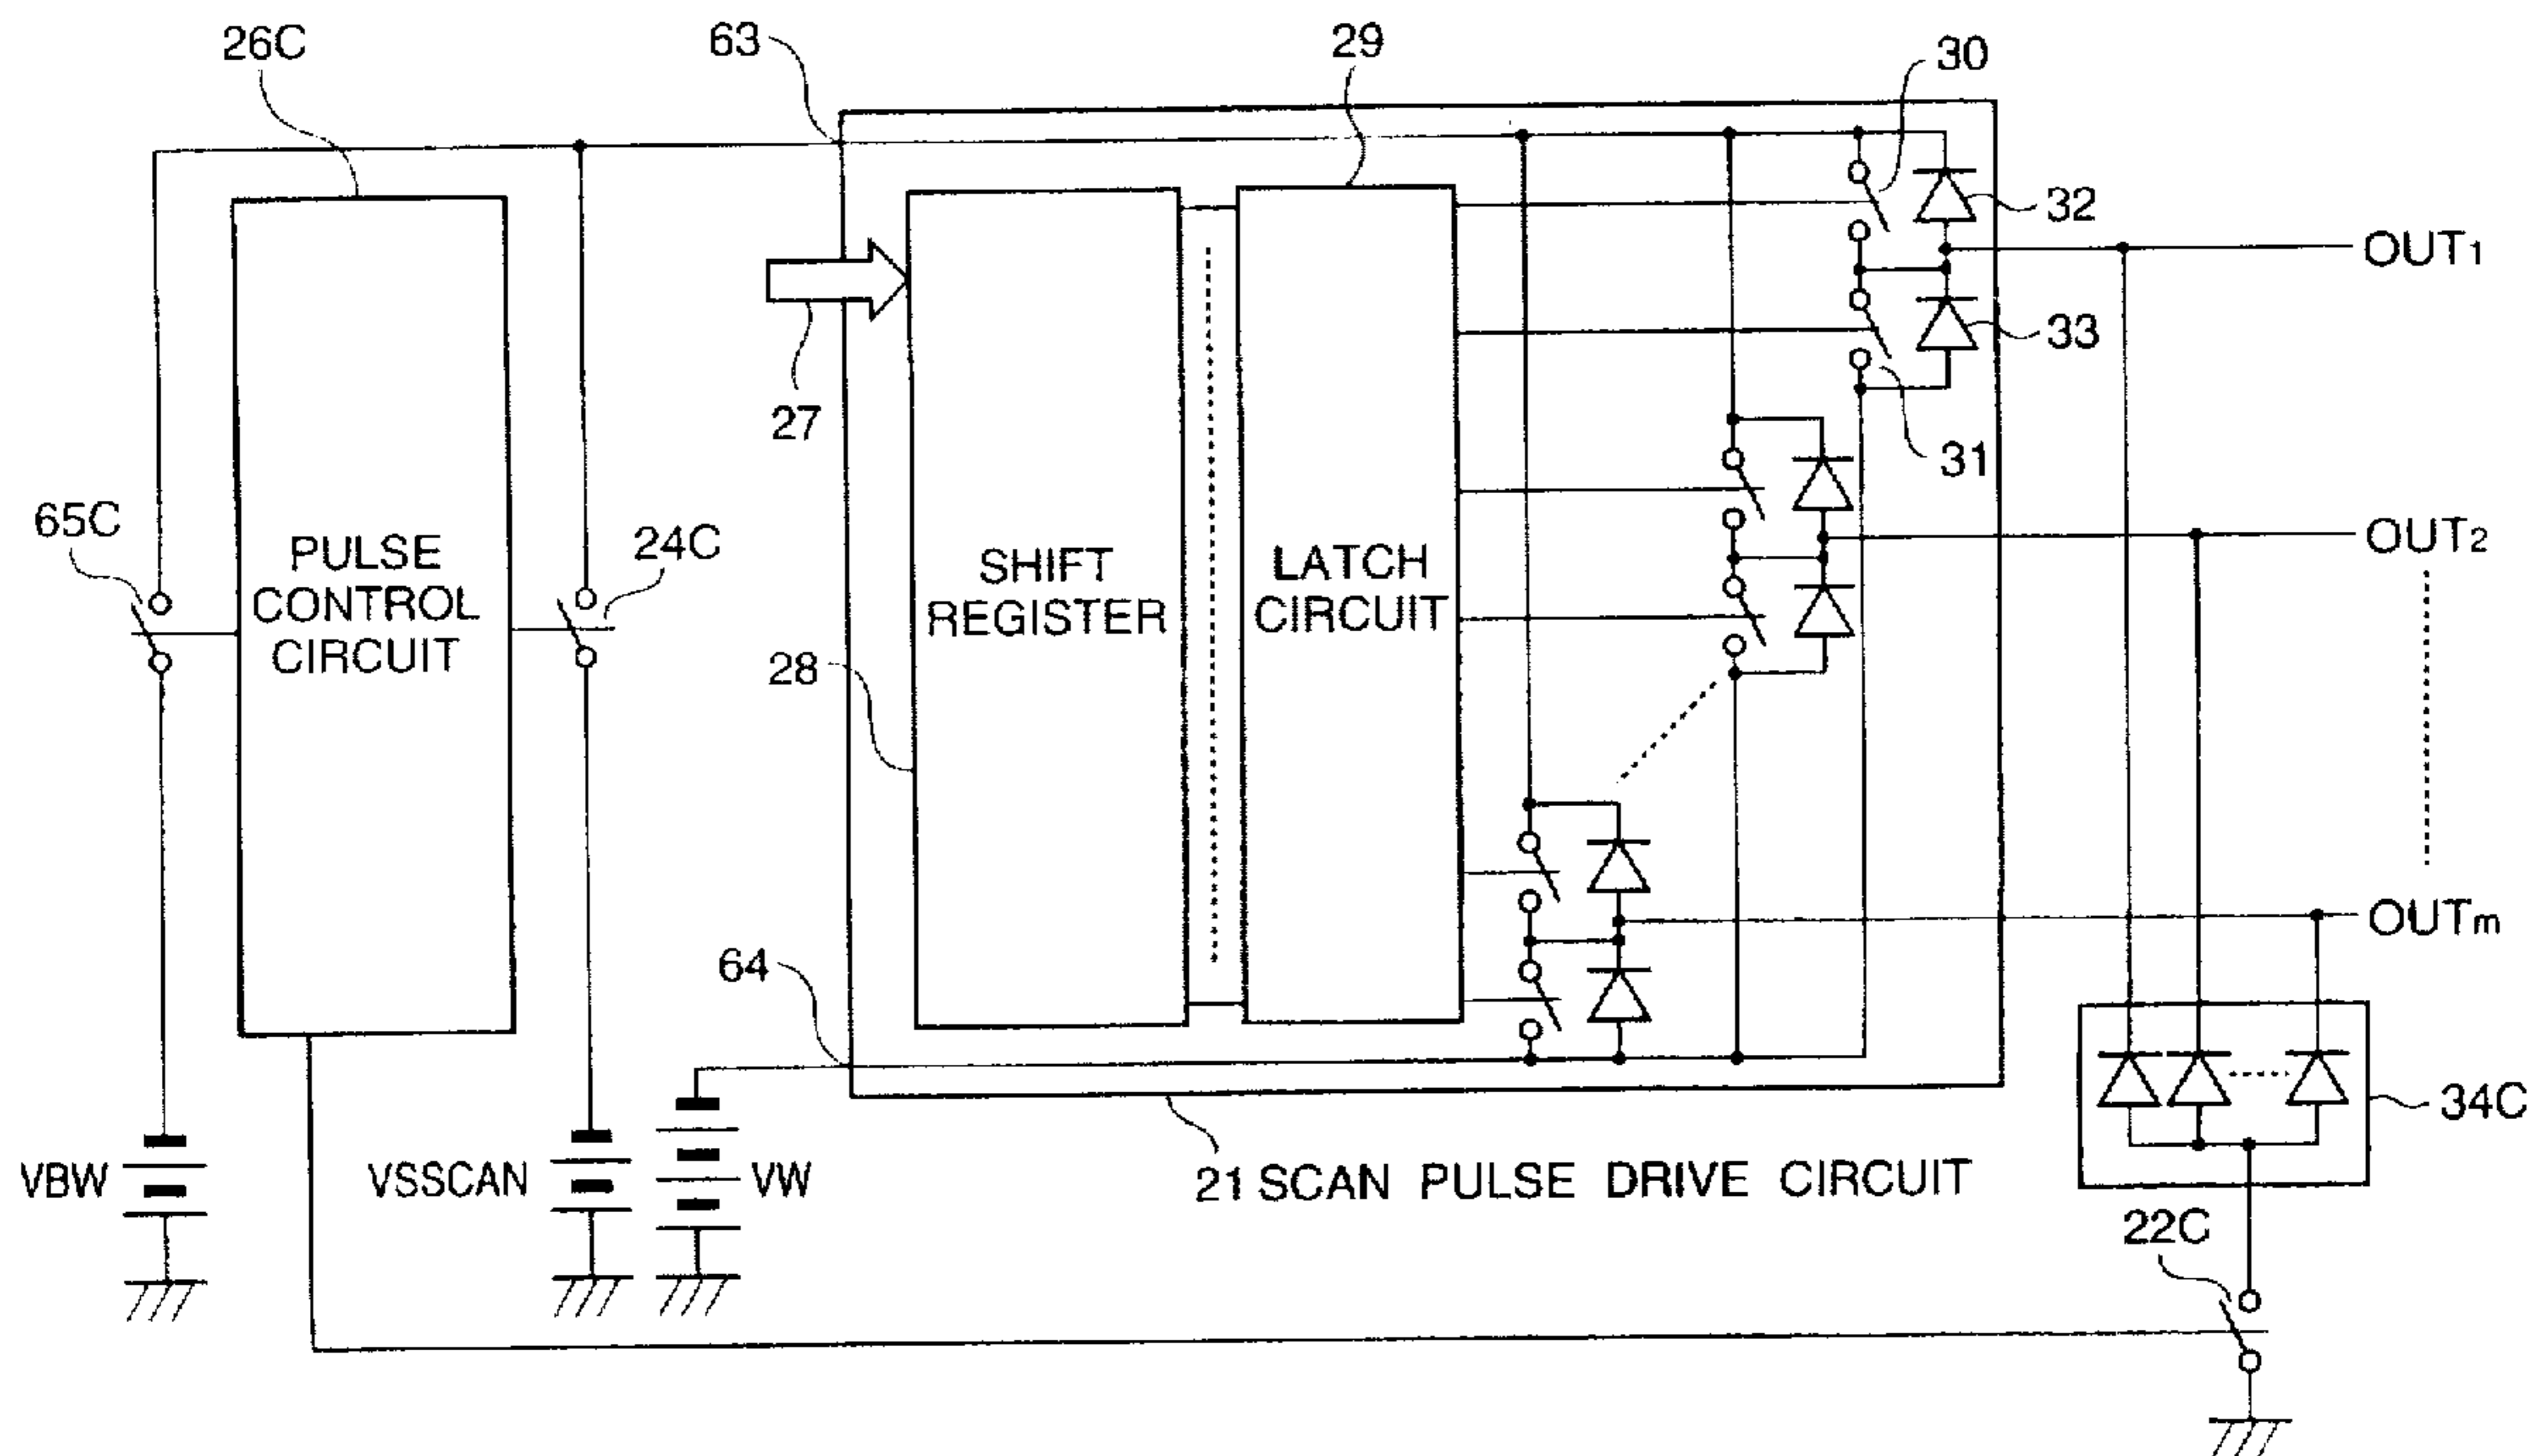 26C
63
29
30
32
OUT1
33
27
31
65C
24C
PULSE
CONTROL
CIRCUIT
SHIFT
REGISTER
LATCH
CIRCUIT
OUT2
28
OUTm
64
34C
VBW
VSSCAN
VW
21 SCAN PULSE DRIVE CIRCUIT
22C